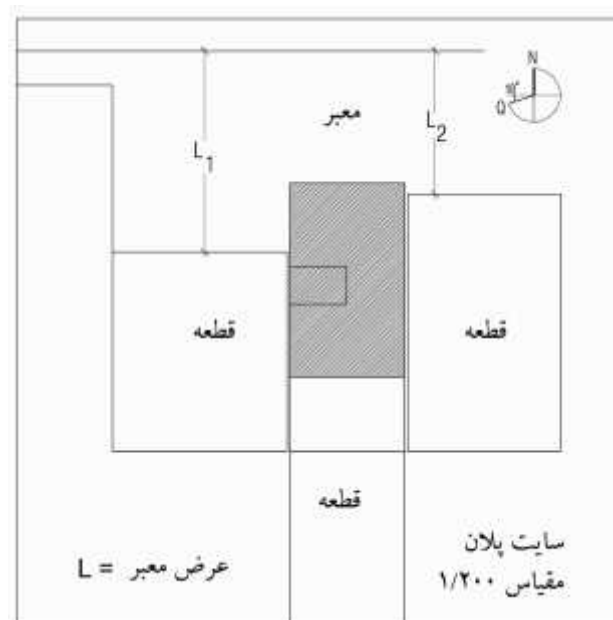 N
Q
معبر
L1
L2
قطعه
قطعه
قطعه
سایت پلان
مقیاس ۱/۲۰۰
عرض معبر = L